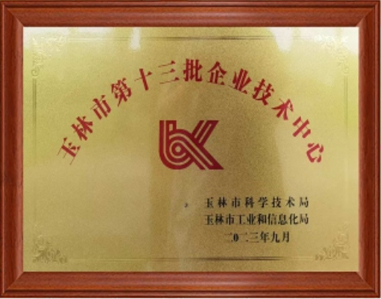 玉林市第十三批企业技术中心
玉林市科学技术局
玉林市工业和信息化局
二0二三年九月